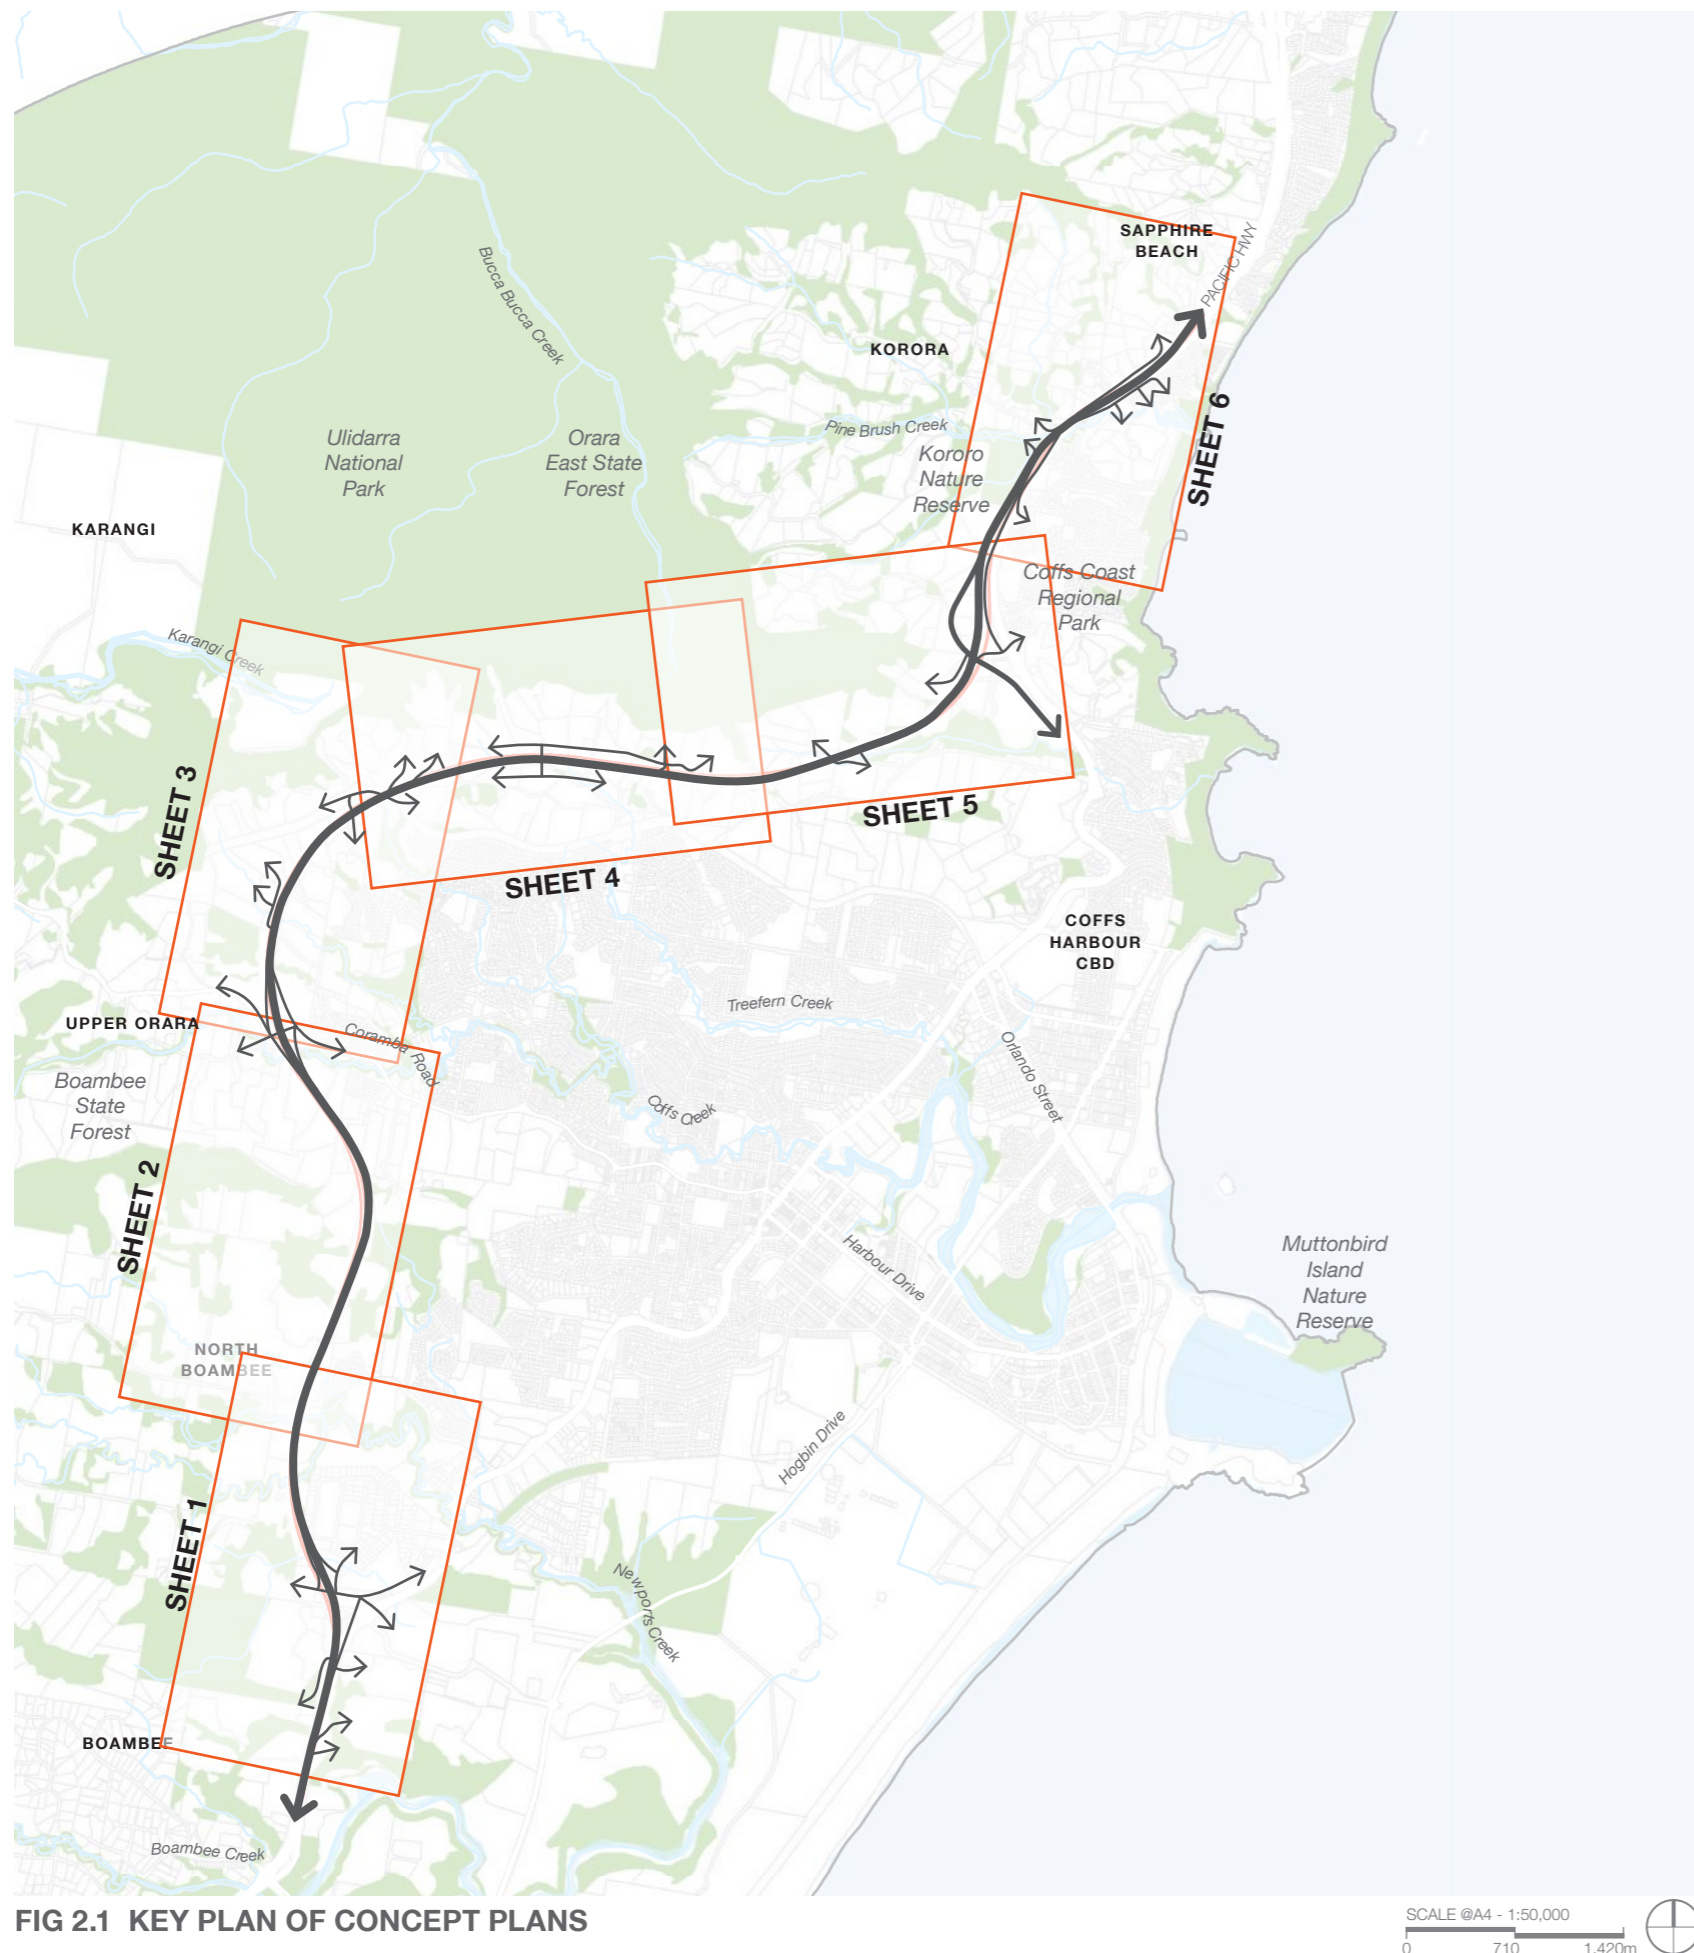 SAPPHIRE
BEACH
PACIFIC HWY
Bucca Bucca Creek
KORORA
SHEET 6
Pine Brush Creek
Ulidarra
National
Park
Orara
East State
Forest
Kororo
Nature
Reserve
KARANGI
Coffs Coast
Regional
Park
Karangi Creek
SHEET 3
SHEET 5
SHEET 4
COFFS
HARBOUR
CBD
Treefern Creek
UPPER ORARA
Coramba Road
Orlando Street
Boambee
State
Forest
Coffs Creek
SHEET 2
Harbour Drive
Muttonbird
Island
Nature
Reserve
NORTH
BOAMBEE
Hogbin Drive
SHEET 1
Newports Creek
BOAMBEE
Boambee Creek
FIG 2.1 KEY PLAN OF CONCEPT PLANS
SCALE @A4 - 1:50,000
0 710 1,420m